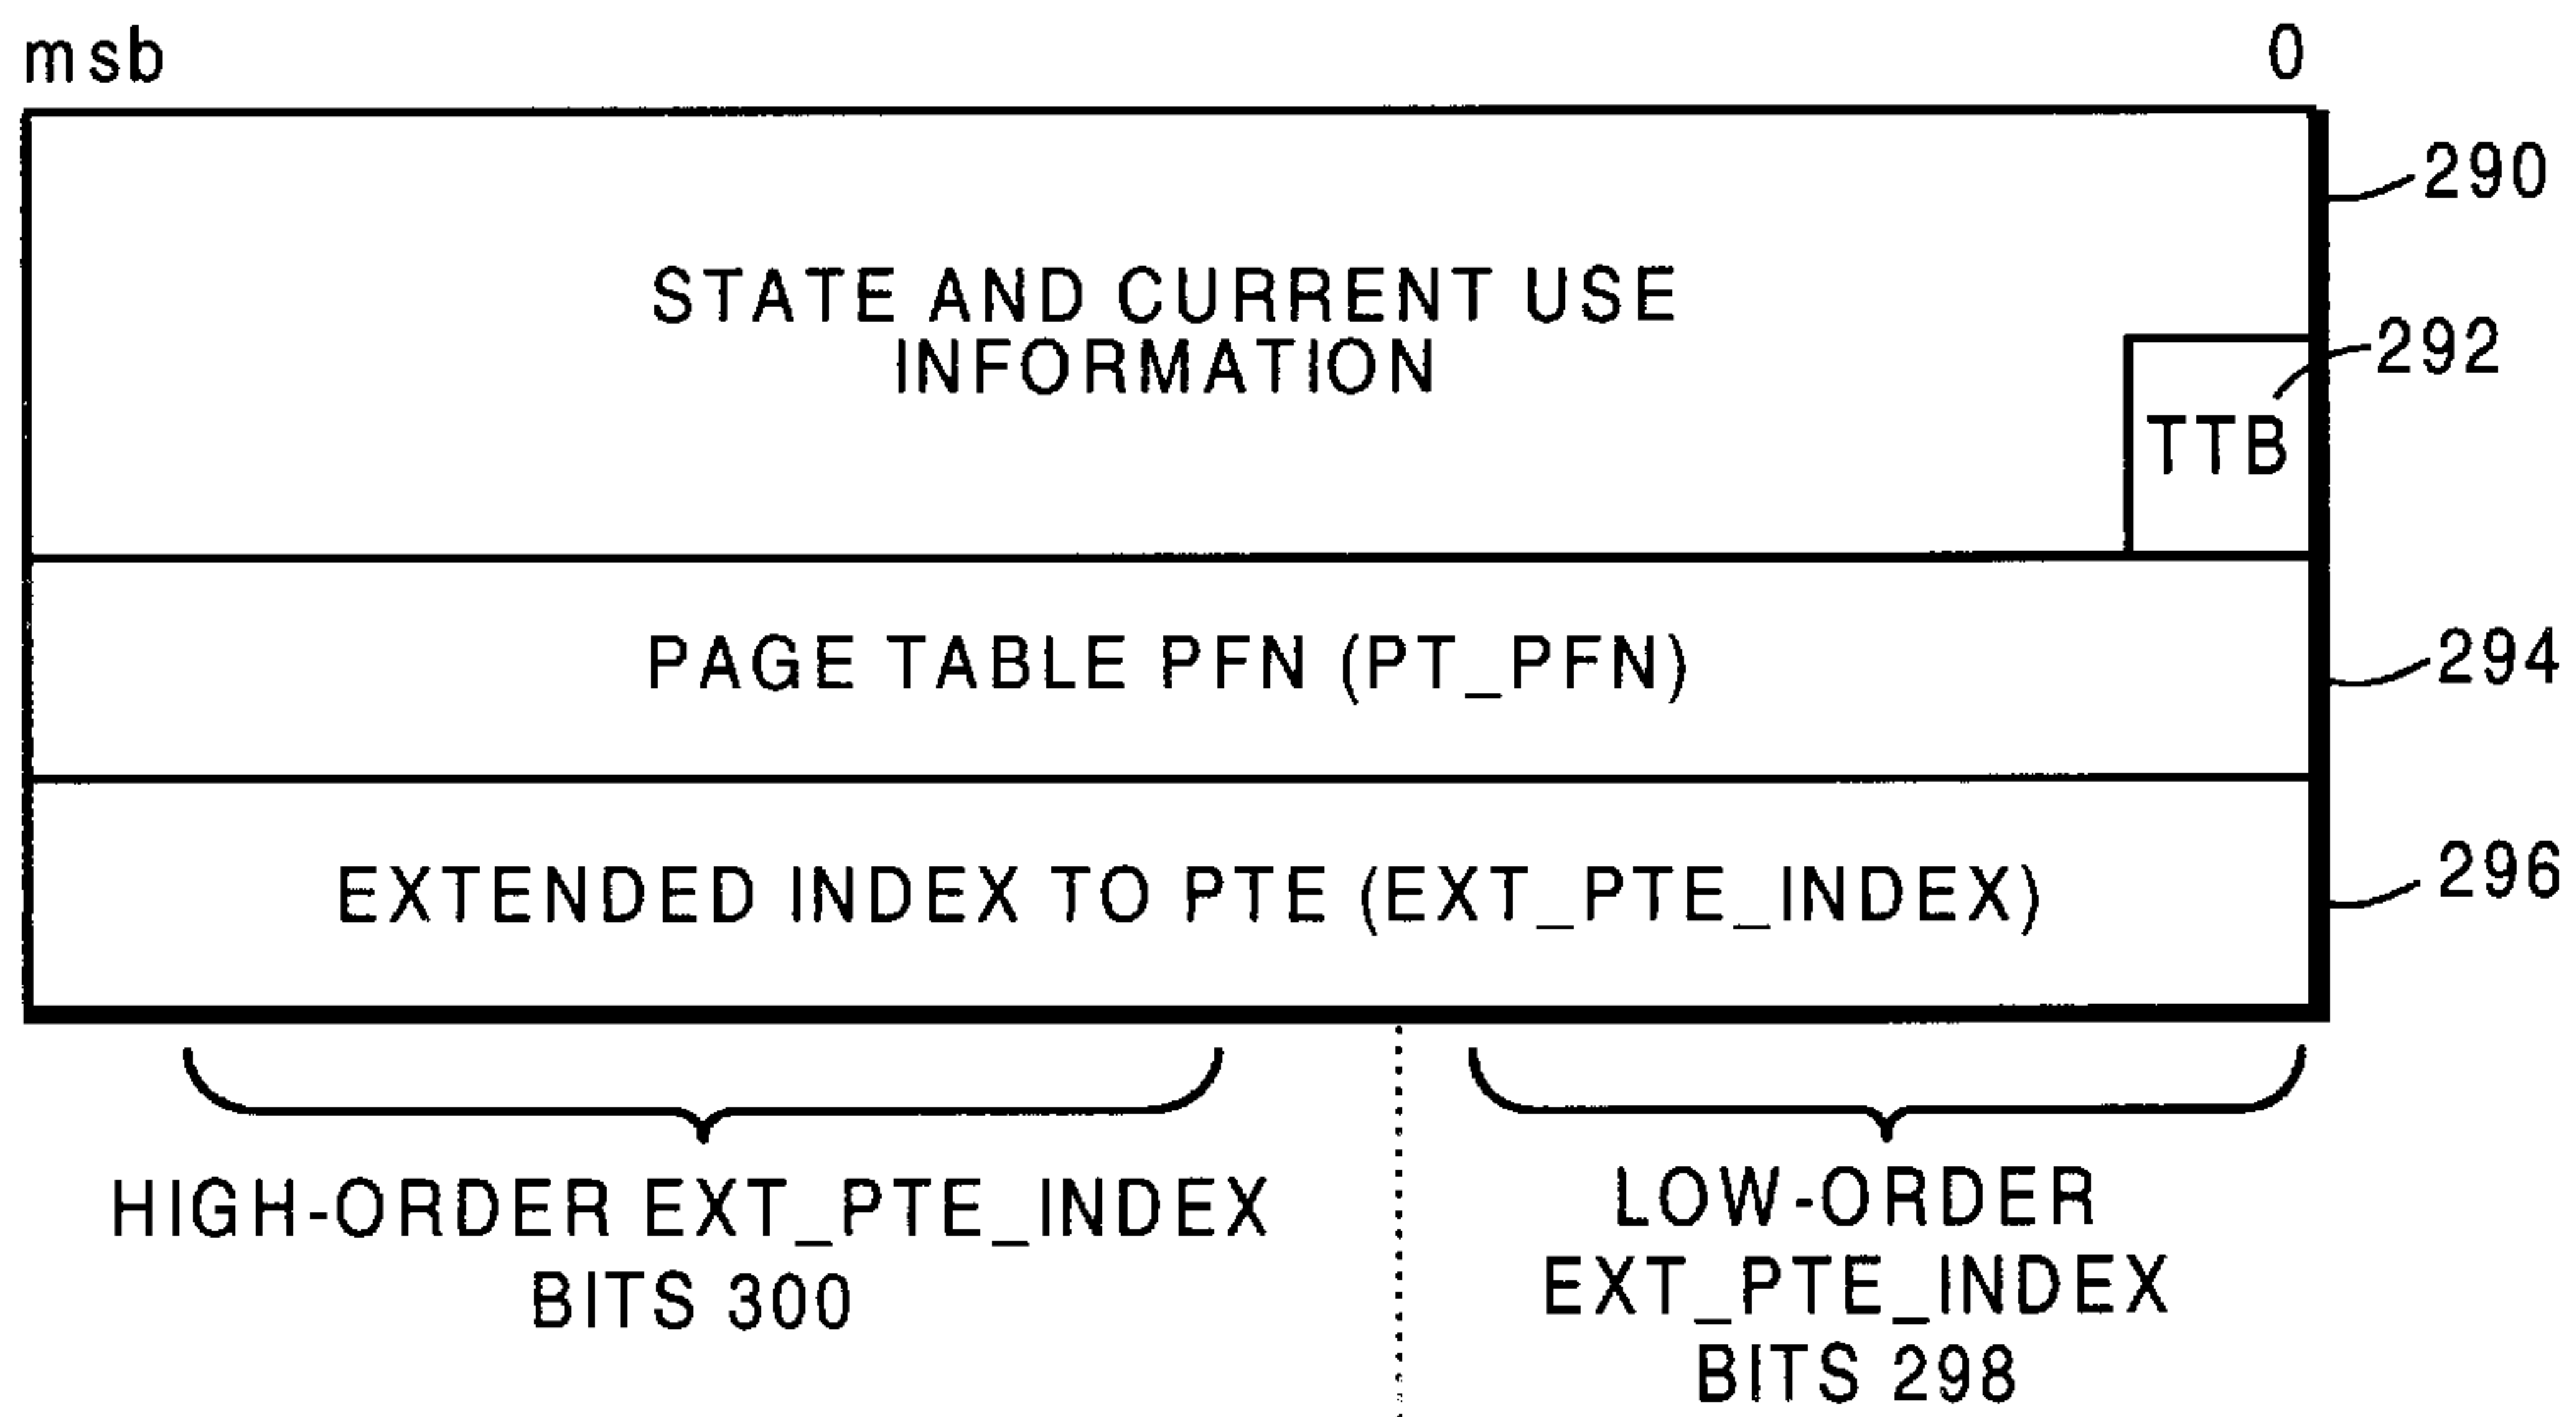 msb 0
290
STATE AND CURRENT USE
INFORMATION
292
TTB
PAGE TABLE PFN (PT_PFN)
294
EXTENDED INDEX TO PTE (EXT_PTE_INDEX)
296
HIGH-ORDER EXT_PTE_INDEX
BITS 300
LOW-ORDER
EXT_PTE_INDEX
BITS 298